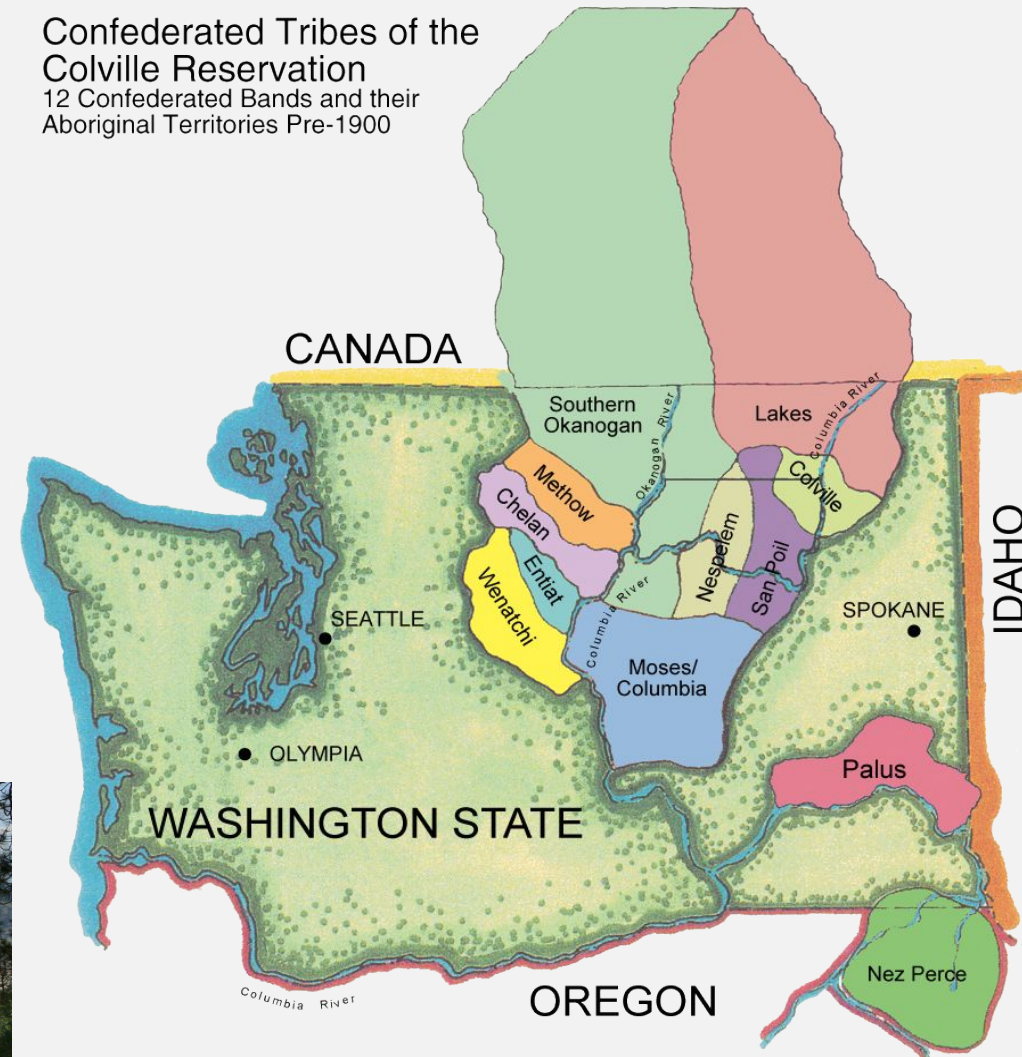 Confederated Tribes of the
Colville Reservation
12 Confederated Bands and their
Aboriginal Territories Pre-1900
CANADA
Southern
Okanogan
Okanogan River
Lakes
Columbia River
Methow
Colville
Chelan
Nespelem
San Poil
Entiat
Wenatchi
Columbia River
SEATTLE
SPOKANE
IDAHO
Moses/
Columbia
OLYMPIA
Palus
WASHINGTON STATE
Nez Perce
Columbia River
OREGON